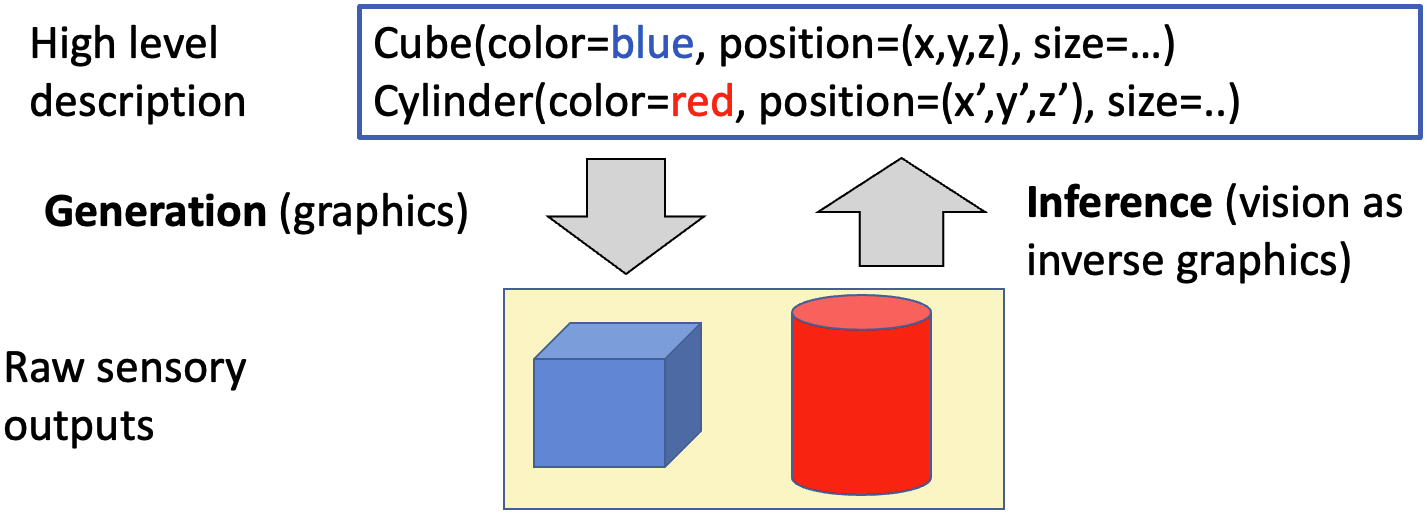 High level
description
Cube(color=blue, position=(x,y,z), size=…)
Cylinder(color=red, position=(x’,y’,z’), size=..)
Generation (graphics)
Inference (vision as
inverse graphics)
Raw sensory
outputs